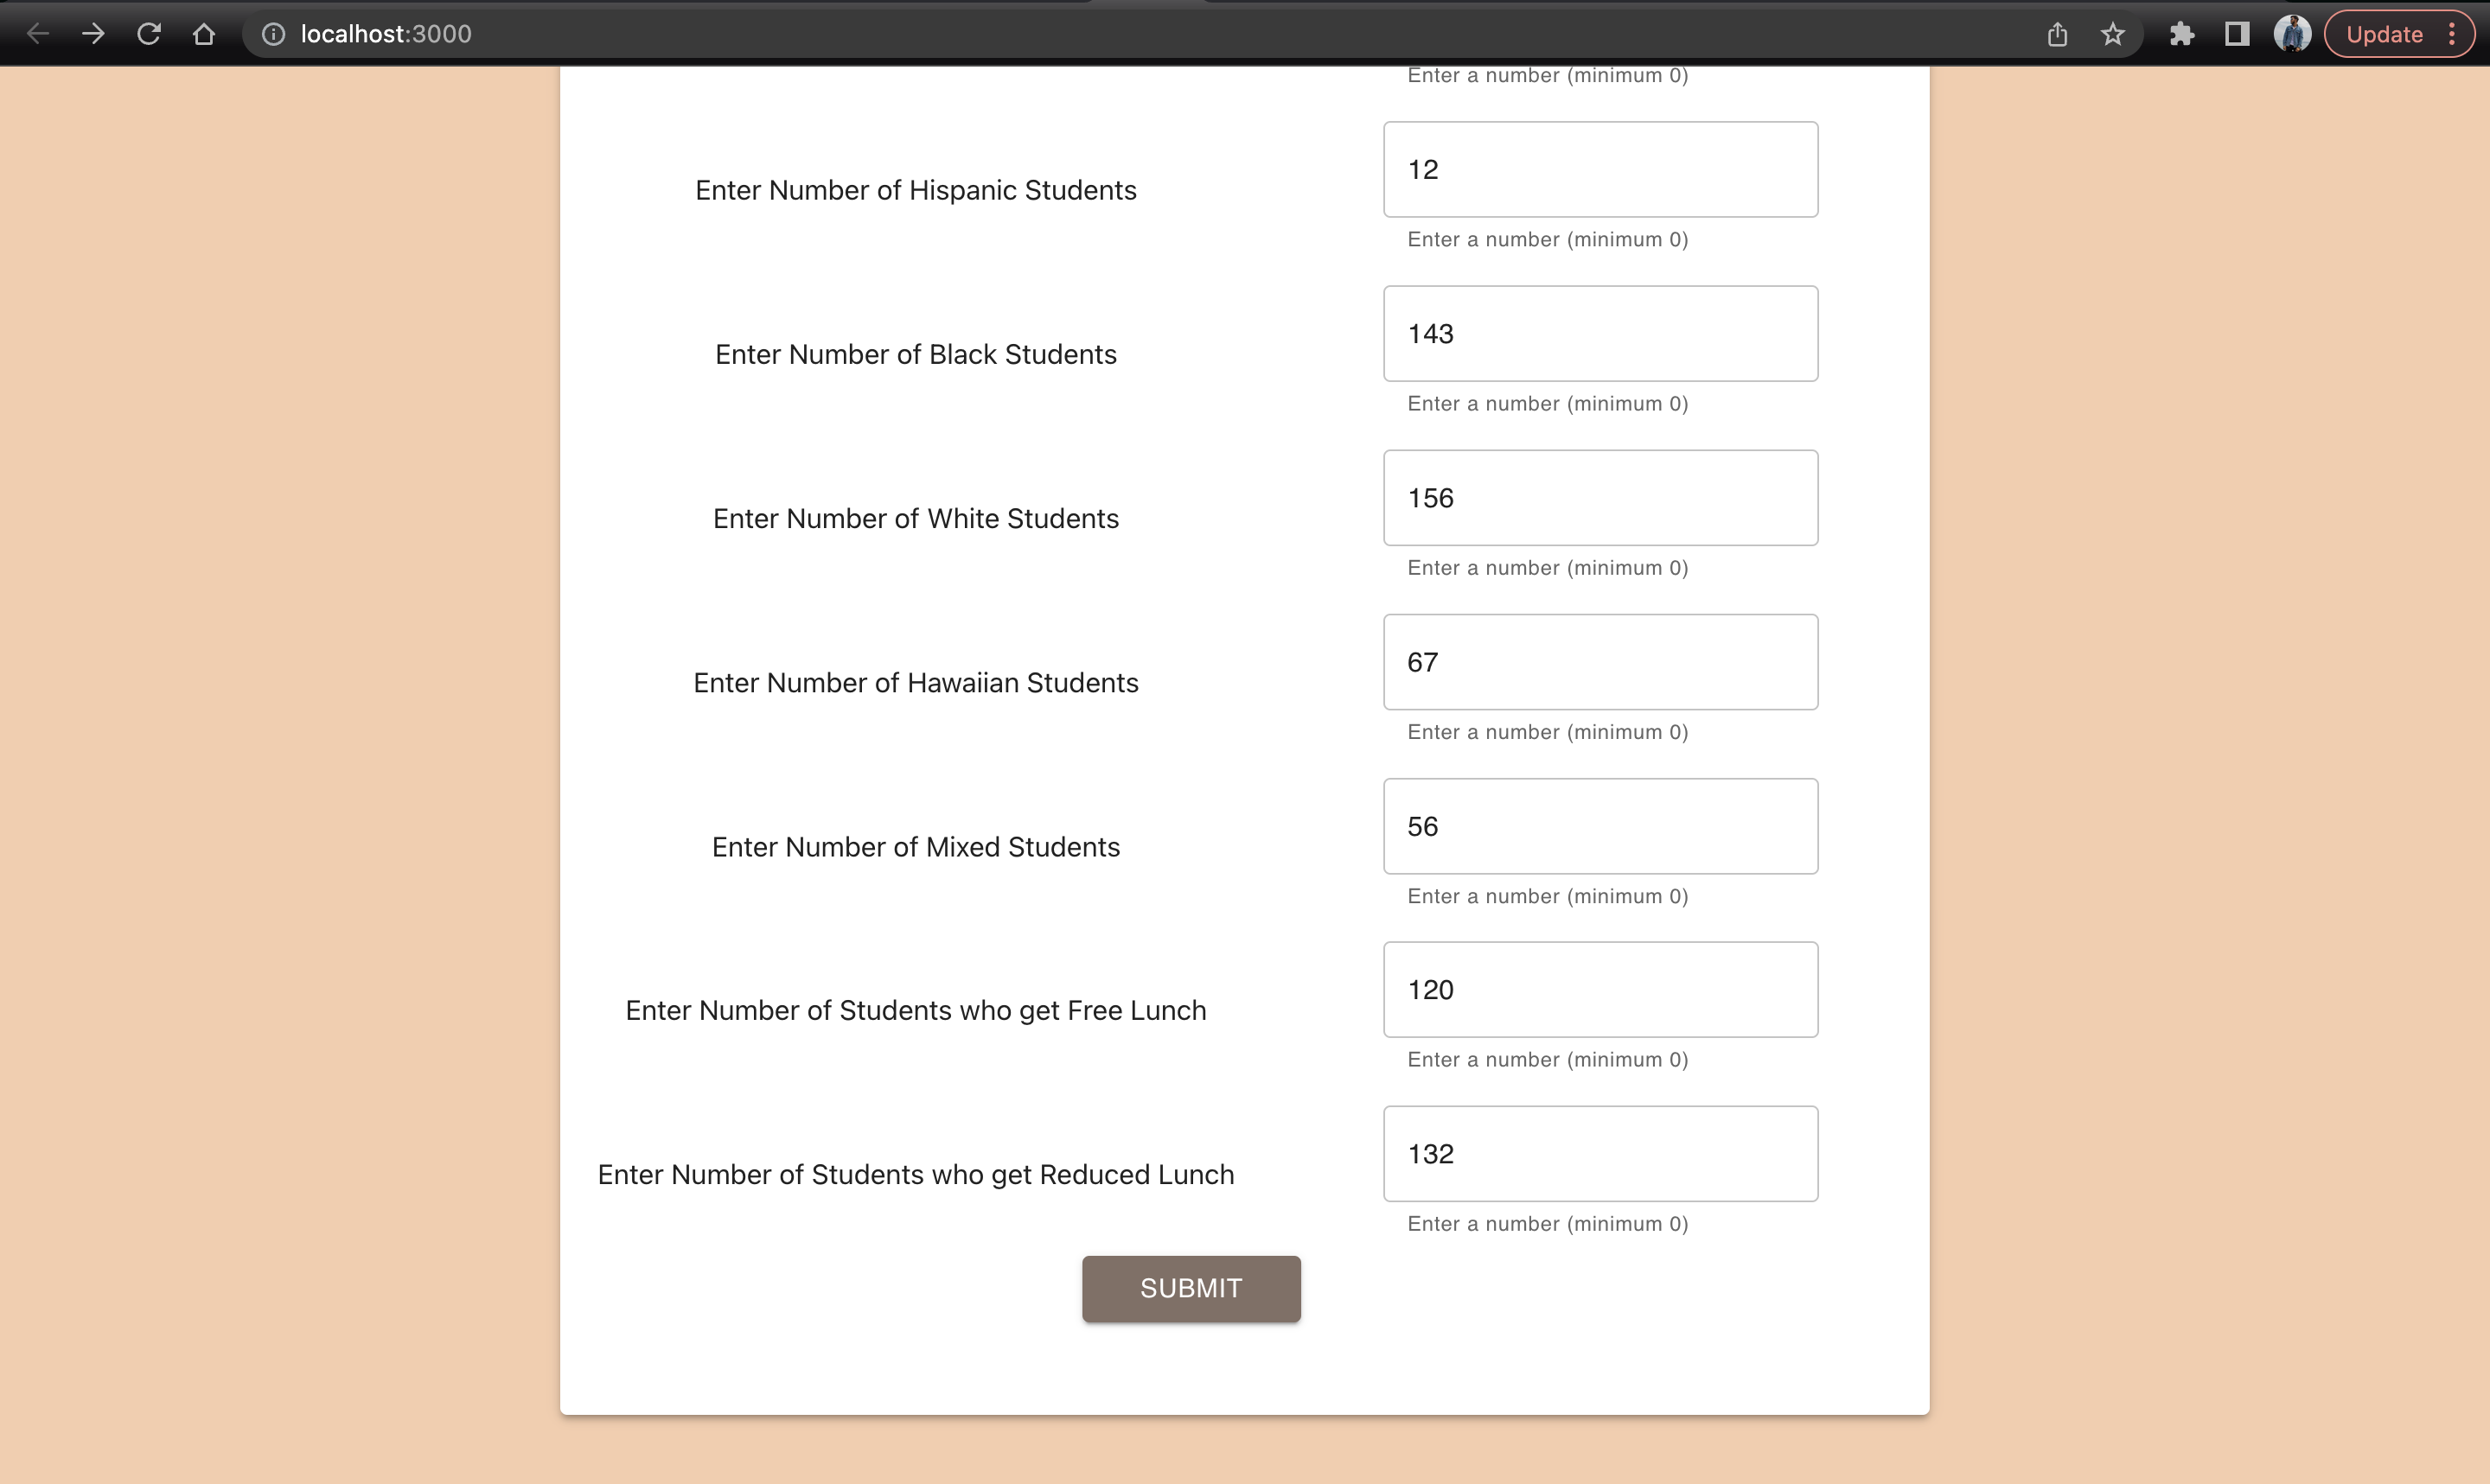 localhost:3000
Update
Enter a number (minimum 0)
Enter Number of Hispanic Students
12
Enter a number (minimum 0)
Enter Number of Black Students
143
Enter a number (minimum 0)
Enter Number of White Students
156
Enter a number (minimum 0)
Enter Number of Hawaiian Students
67
Enter a number (minimum 0)
Enter Number of Mixed Students
56
Enter a number (minimum 0)
Enter Number of Students who get Free Lunch
120
Enter a number (minimum 0)
Enter Number of Students who get Reduced Lunch
132
Enter a number (minimum 0)
SUBMIT